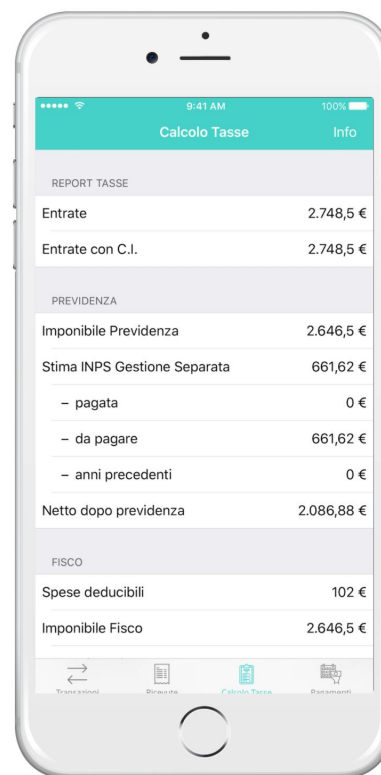 9:41 AM 100%
Calcolo Tasse Info
REPORT TASSE
Entrate 2.748,5 €
Entrate con C.I. 2.748,5 €
PREVIDENZA
Imponibile Previdenza 2.646,5 €
Stima INPS Gestione Separata 661,62 €
– pagata 0 €
– da pagare 661,62 €
– anni precedenti 0 €
Netto dopo previdenza 2.086,88 €
FISCO
Spese deducibili 102 €
Imponibile Fisco 2.646,5 €
Transazioni Ricevute Calcolo Tasse Pagamenti